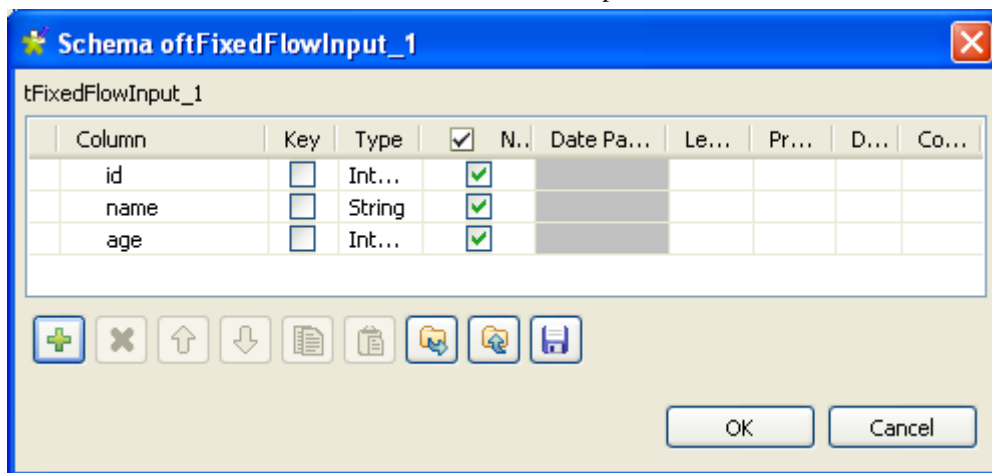 Schema oftFixedFlowInput_1
tFixedFlowInput_1
Column Key Type N.. Date Pa... Le... Pr... D... Co...
id Int...
name String
age Int...
OK Cancel